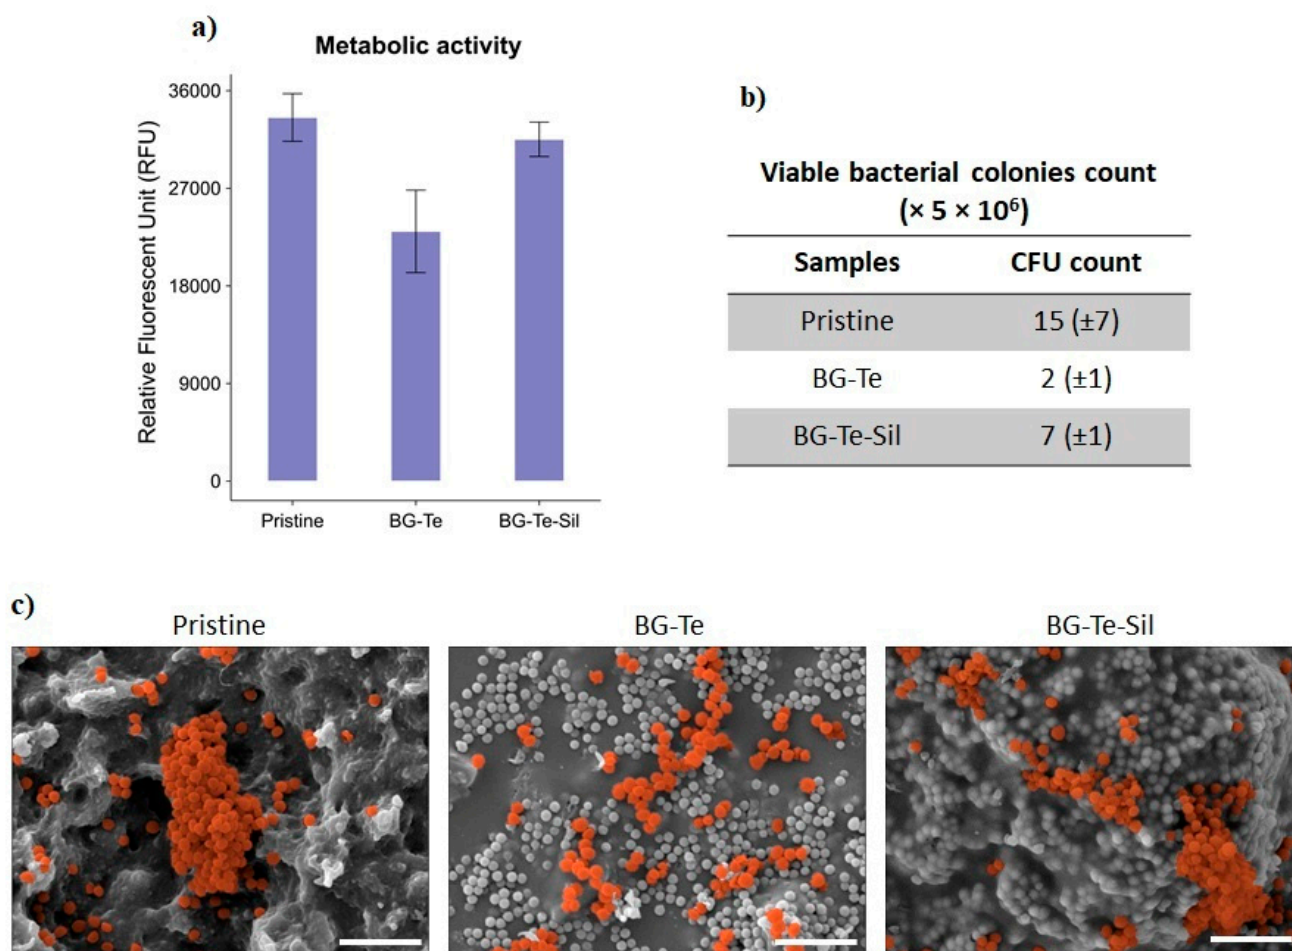 a)
Metabolic activity
Relative Fluorescent Unit (RFU)
36000
27000
18000
9000
0
Pristine BG-Te BG-Te-Sil
b)
Viable bacterial colonies count
(× 5 × 10⁶)
Samples CFU count
Pristine 15 (±7)
BG-Te 2 (±1)
BG-Te-Sil 7 (±1)
c)
Pristine BG-Te BG-Te-Sil